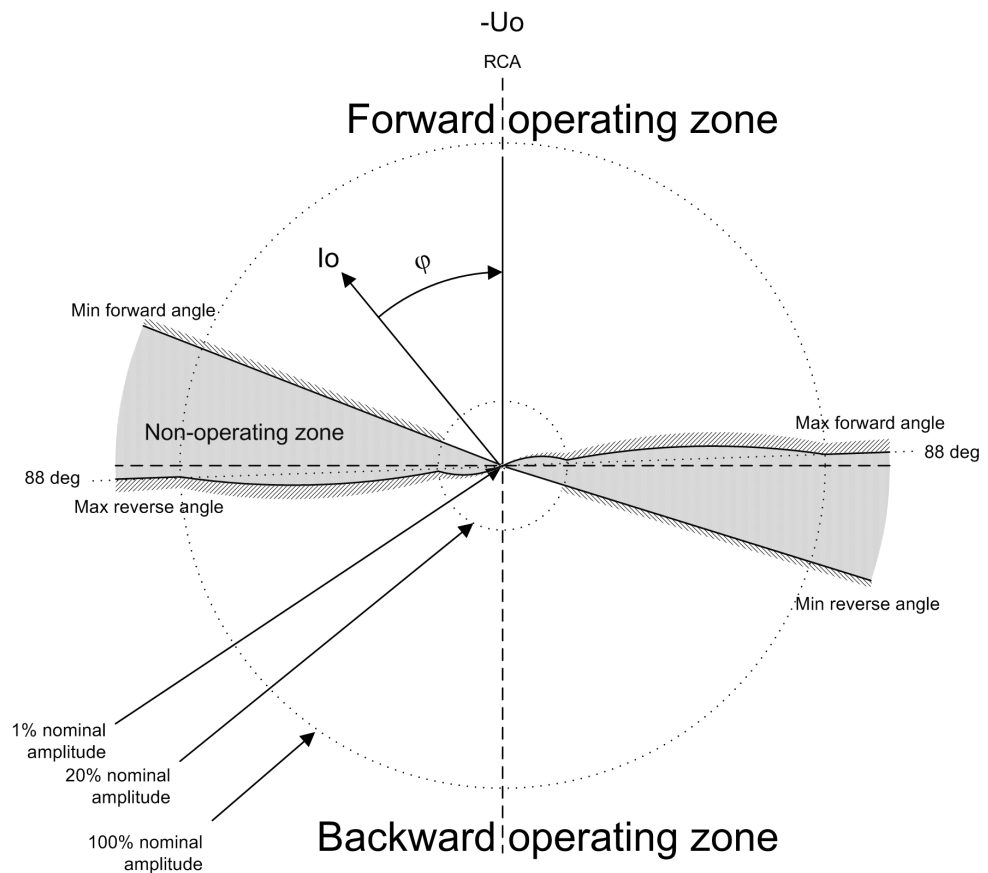 -Uo
RCA
Forward operating zone
Io
φ
Min forward angle
Non-operating zone
Max forward angle
88 deg
88 deg
Max reverse angle
Min reverse angle
1% nominal
amplitude
20% nominal
amplitude
100% nominal
amplitude
Backward operating zone